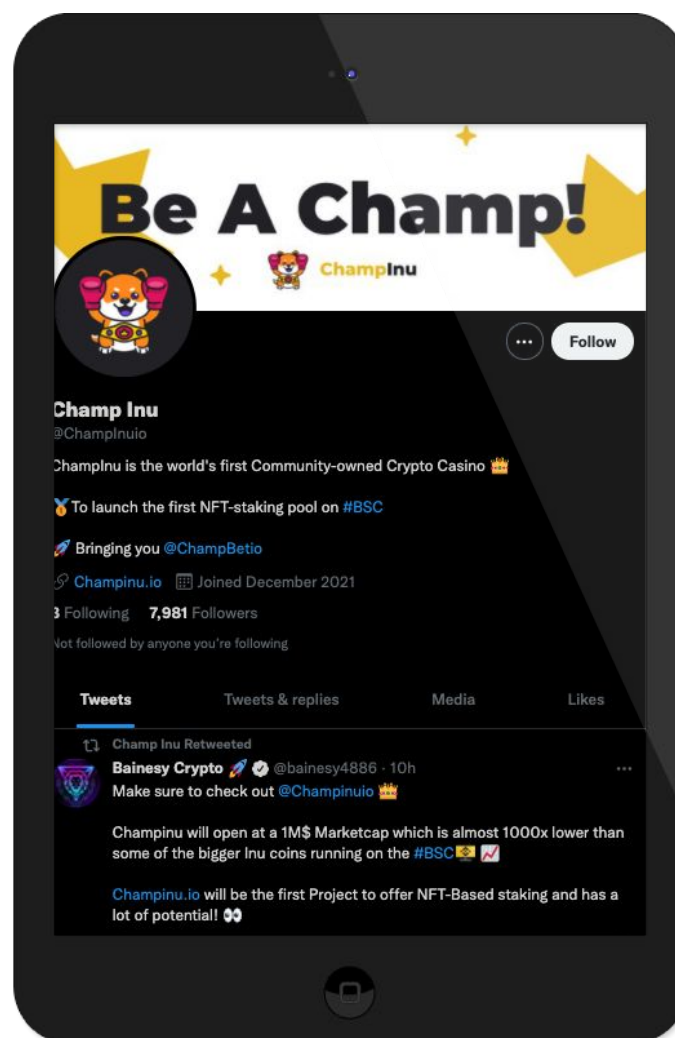 Be A Champ!
ChampInu
Follow
Champ Inu
@ChampInuio
ChampInu is the world's first Community-owned Crypto Casino 👑
🥇To launch the first NFT-staking pool on #BSC
🚀 Bringing you @ChampBetio
Champinu.io Joined December 2021
3 Following 7,981 Followers
Not followed by anyone you're following
Tweets Tweets & replies Media Likes
Champ Inu Retweeted
Bainesy Crypto 🚀 @bainesy4886 · 10h
Make sure to check out @Champinuio 👑
Champinu will open at a 1M$ Marketcap which is almost 1000x lower than
some of the bigger Inu coins running on the #BSC 📈
Champinu.io will be the first Project to offer NFT-Based staking and has a
lot of potential! 👀